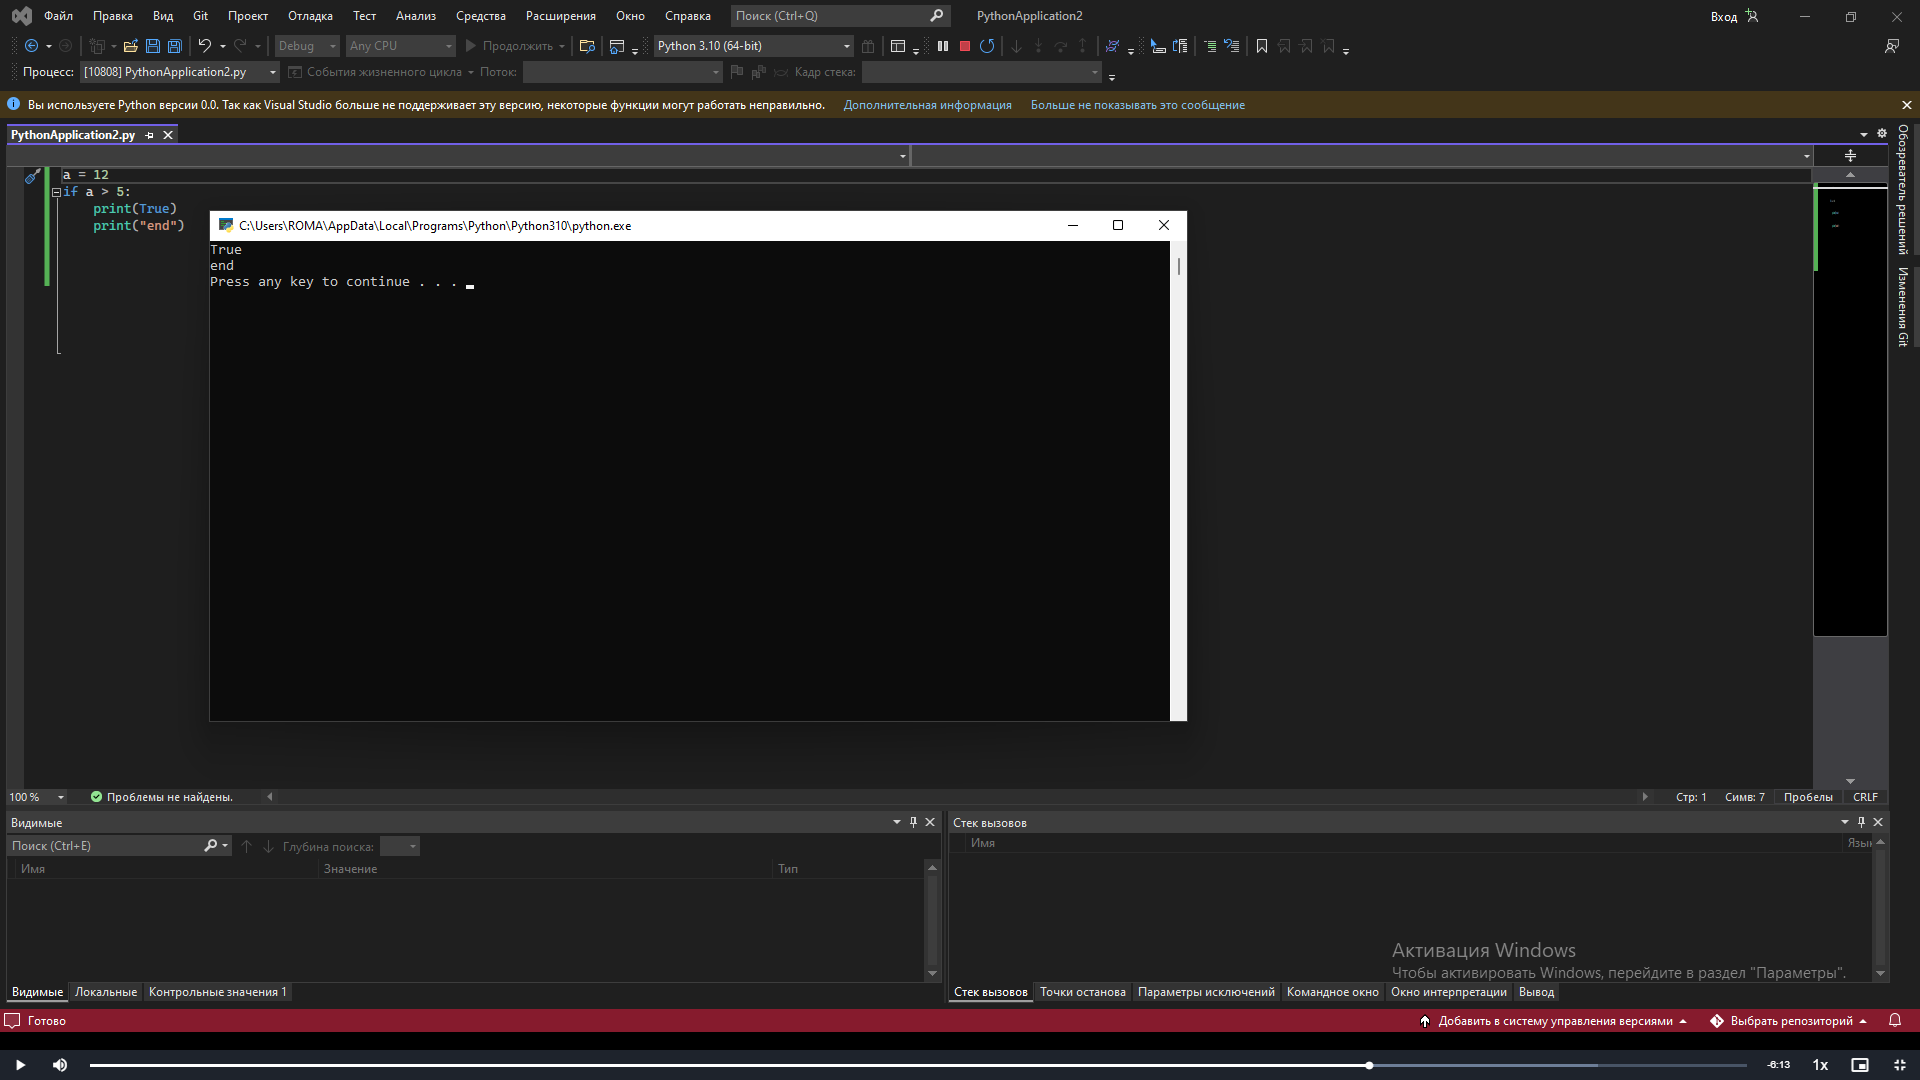 Файл Правка Вид Git Проект Отладка Тест Анализ Средства Расширения Окно Справка Поиск (Ctrl+Q) PythonApplication2 Вход
Debug Any CPU Продолжить Python 3.10 (64-bit)
Процесс: [10808] PythonApplication2.py События жизненного цикла Поток: Кадр стека:
Вы используете Python версии 0.0. Так как Visual Studio больше не поддерживает эту версию, некоторые функции могут работать неправильно. Дополнительная информация Больше не показывать это сообщение
PythonApplication2.py
a = 12
if a > 5:
print(True)
print("end")
C:\Users\ROMA\AppData\Local\Programs\Python\Python310\python.exe
True
end
Press any key to continue . . .
Обозреватель решений
Изменения Git
100 % Проблемы не найдены. Стр: 1 Симв: 7 Пробелы CRLF
Видимые
Поиск (Ctrl+E) Глубина поиска:
Имя Значение Тип
Видимые Локальные Контрольные значения 1
Стек вызовов
Имя Язык
Активация Windows
Чтобы активировать Windows, перейдите в раздел "Параметры".
Стек вызовов Точки останова Параметры исключений Командное окно Окно интерпретации Вывод
Готово Добавить в систему управления версиями Выбрать репозиторий
-6:13 1x